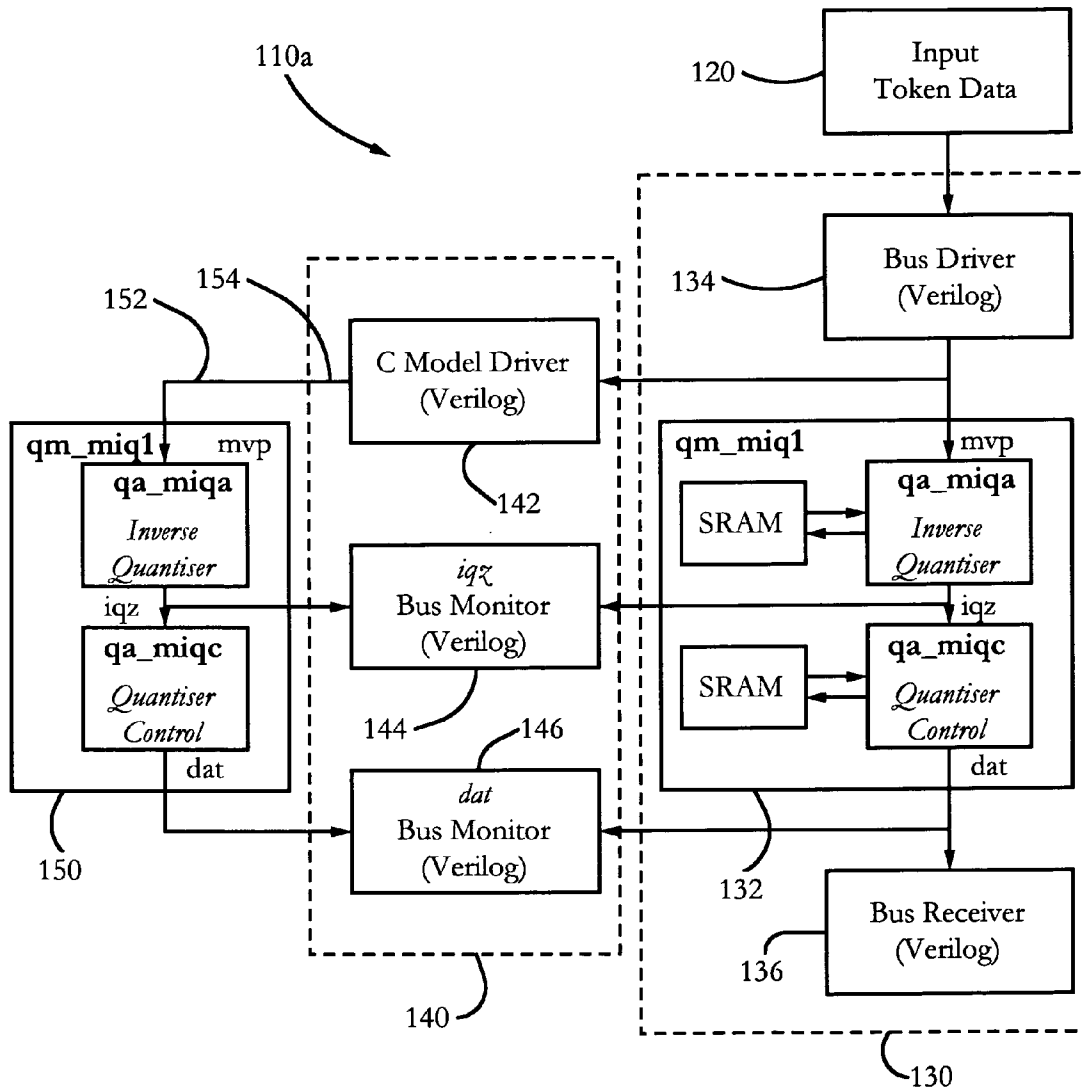 110a
120
Input
Token Data
134
Bus Driver
(Verilog)
152
154
C Model Driver
(Verilog)
142
qm_miq1
mvp
qa_miqa
Inverse
Quantiser
iqz
qa_miqc
Quantiser
Control
dat
150
iqz
Bus Monitor
(Verilog)
144
146
dat
Bus Monitor
(Verilog)
140
qm_miq1
mvp
qa_miqa
SRAM
Inverse
Quantiser
iqz
qa_miqc
SRAM
Quantiser
Control
dat
132
Bus Receiver
(Verilog)
136
130